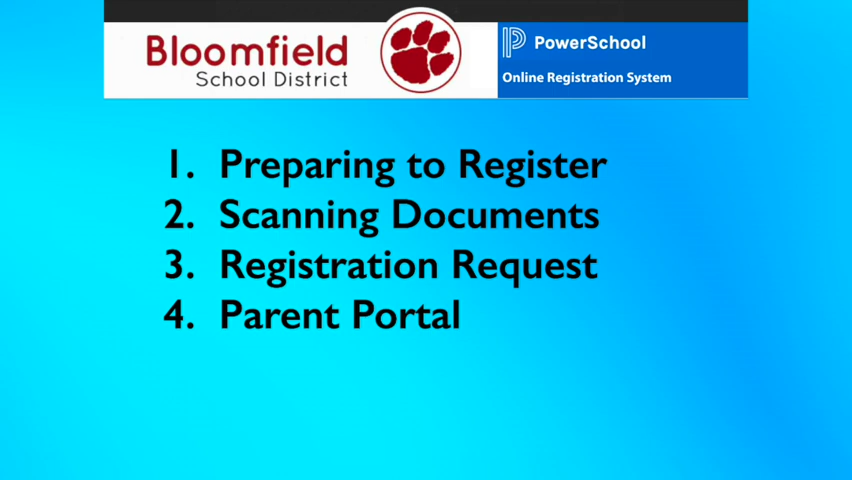 Bloomfield
School District
PowerSchool
Online Registration System
1. Preparing to Register
2. Scanning Documents
3. Registration Request
4. Parent Portal